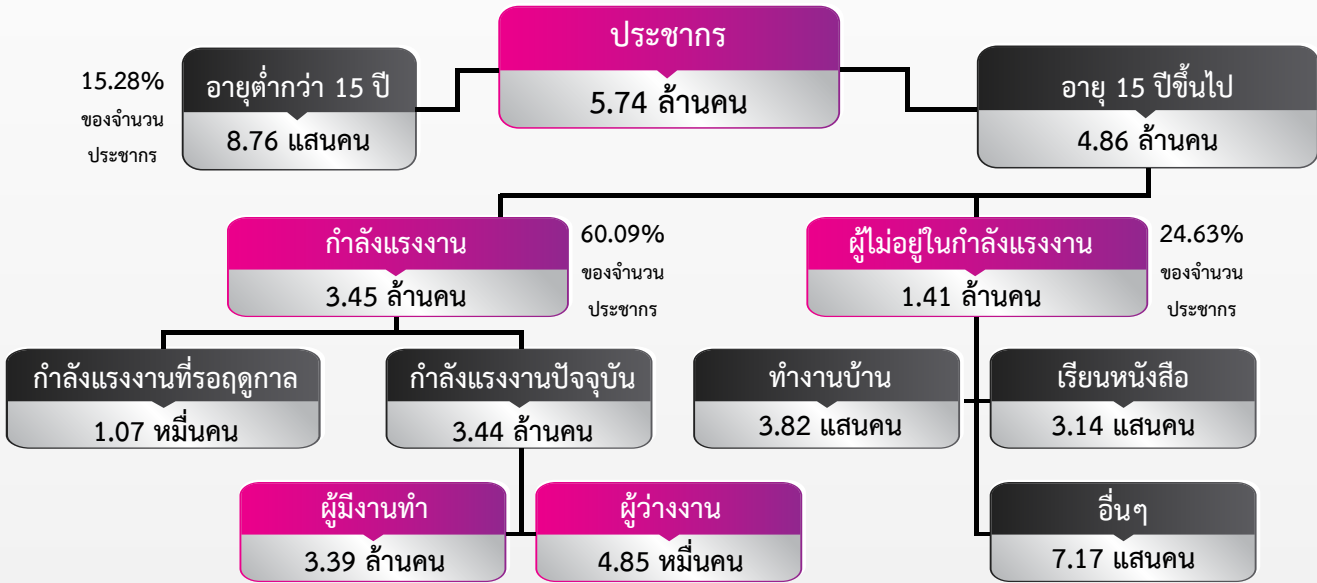 ประชากร
5.74 ล้านคน
15.28%
ของจำนวน
ประชากร
อายุต่ำกว่า 15 ปี
8.76 แสนคน
อายุ 15 ปีขึ้นไป
4.86 ล้านคน
กำลังแรงงาน
3.45 ล้านคน
60.09%
ของจำนวน
ประชากร
ผู้ไม่อยู่ในกำลังแรงงาน
1.41 ล้านคน
24.63%
ของจำนวน
ประชากร
กำลังแรงงานที่รอฤดูกาล
1.07 หมื่นคน
กำลังแรงงานปัจจุบัน
3.44 ล้านคน
ทำงานบ้าน
3.82 แสนคน
เรียนหนังสือ
3.14 แสนคน
ผู้มีงานทำ
3.39 ล้านคน
ผู้ว่างงาน
4.85 หมื่นคน
อื่นๆ
7.17 แสนคน